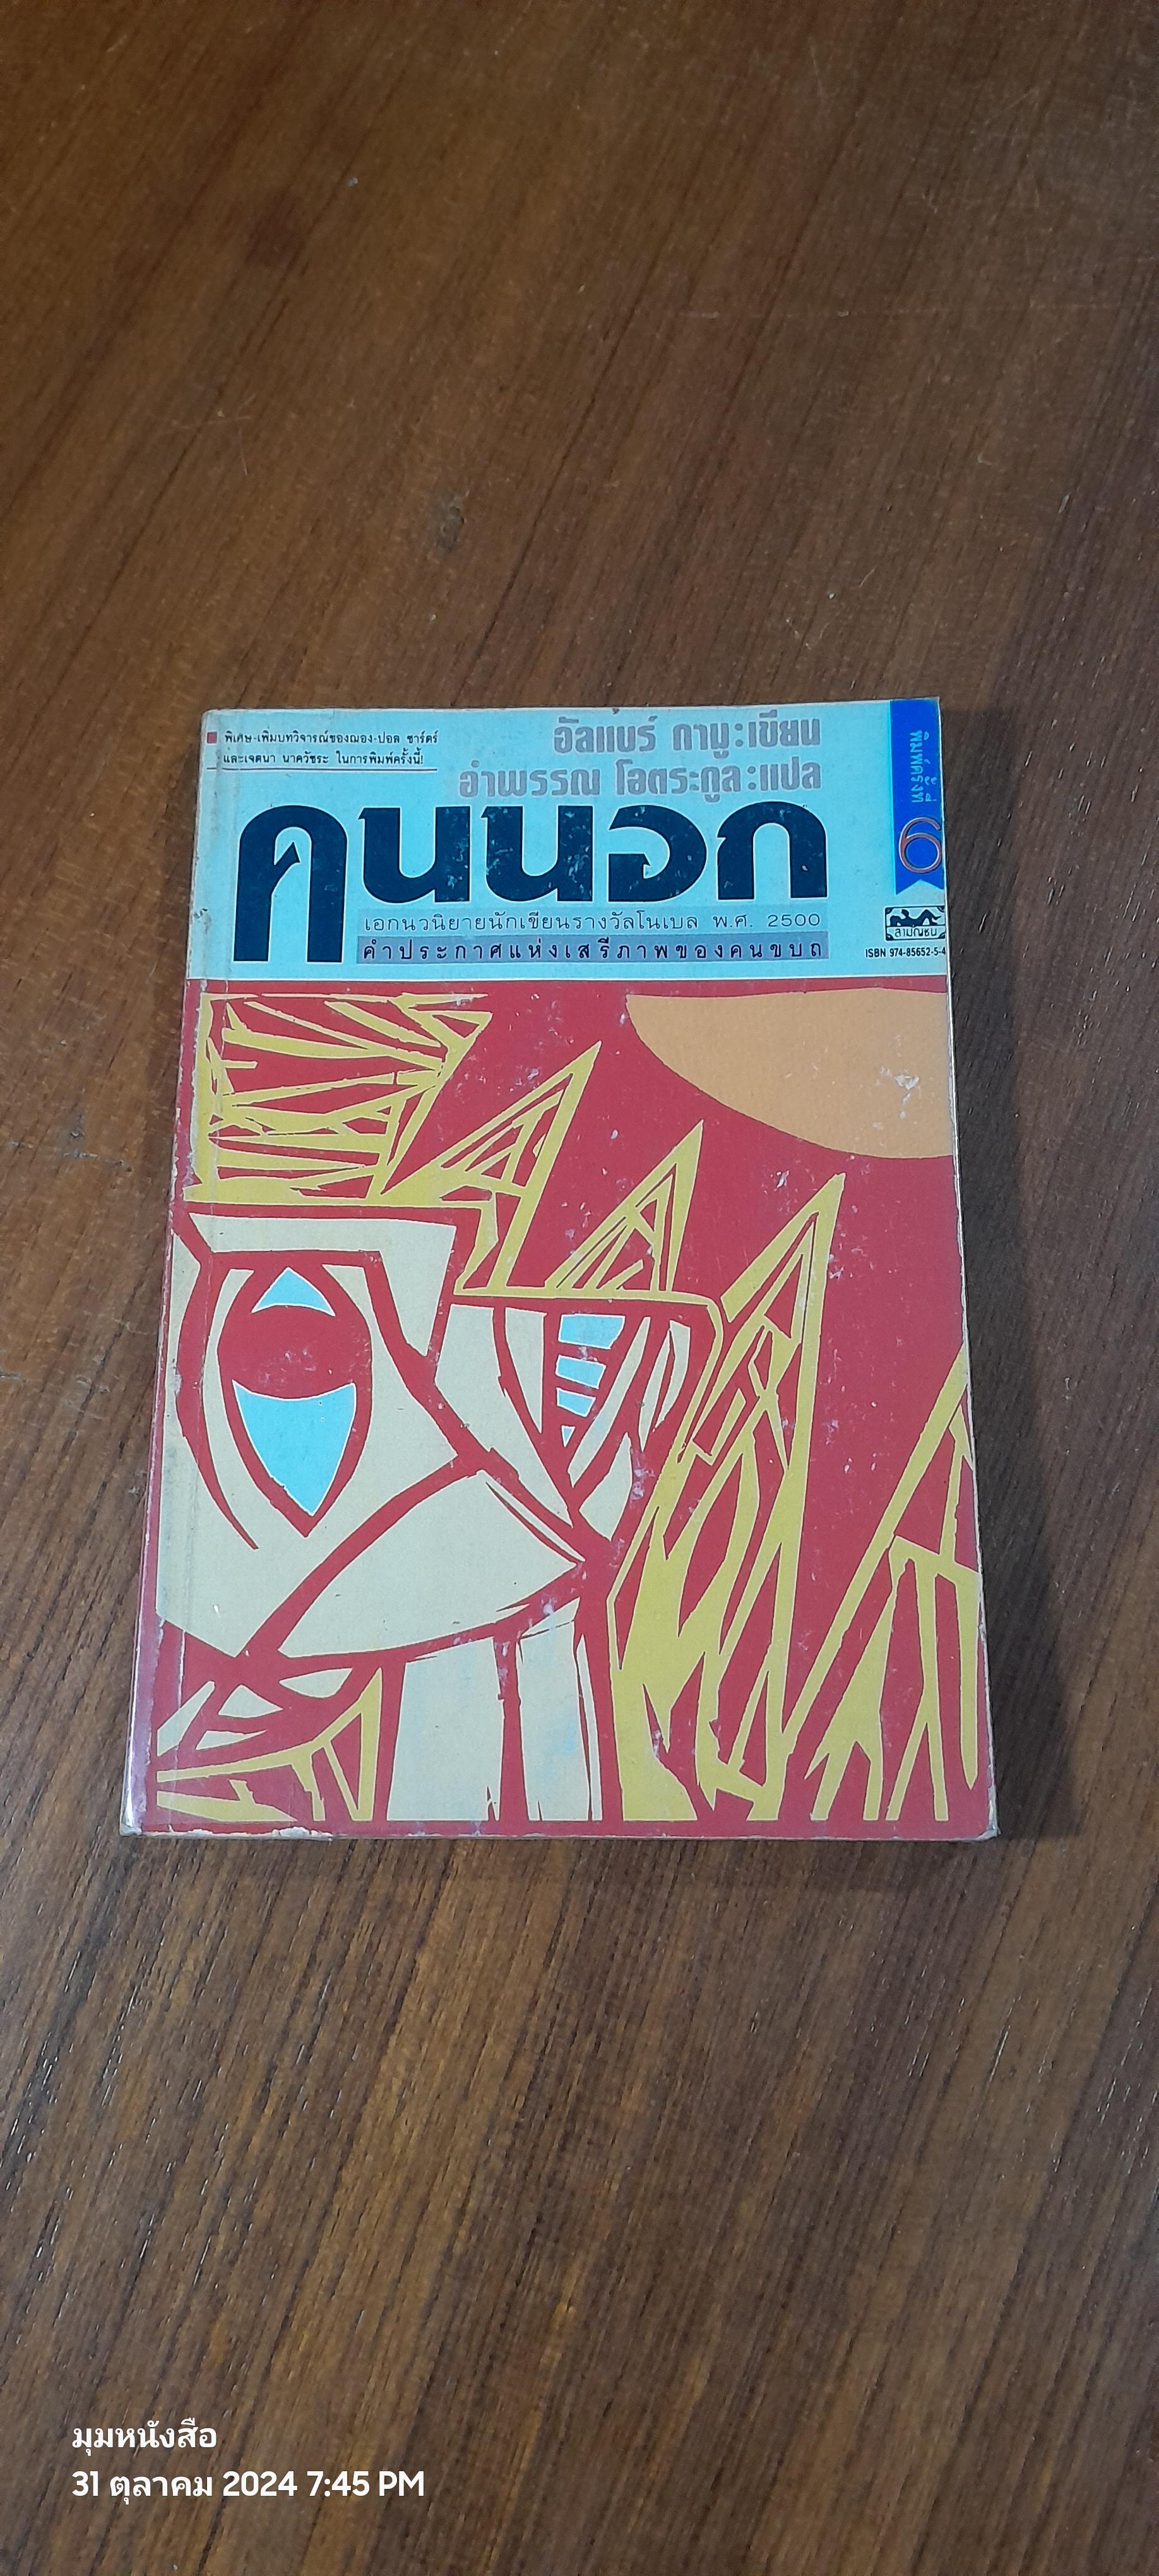 พิเศษ-เพิ่มบทวิจารณ์ของฌอง-ปอล ซาร์ตร์
และเจตนา นาควัชระ ในการพิมพ์ครั้งนี้!
อัลแบร์ กามู:เขียน
อำพรรณ โอตระกูล:แปล
คนนอก
เอกนวนิยายนักเขียนรางวัลโนเบล พ.ศ. 2500
คำประกาศแห่งเสรีภาพของคนขบถ
พิมพ์ครั้งที่
6
สามัญชน
ISBN 974-85652-5-4
มุมหนังสือ
31 ตุลาคม 2024 7:45 PM